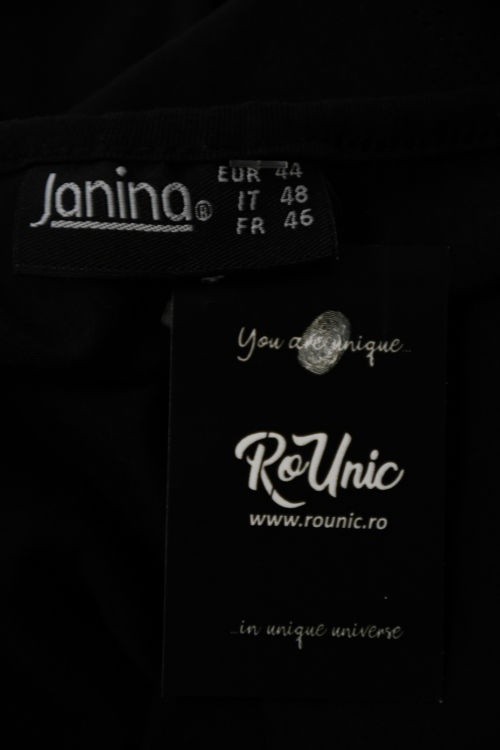 Janina®
EUR 44
IT 48
FR 46
You are unique...
RoUnic
www.rounic.ro
...in unique universe